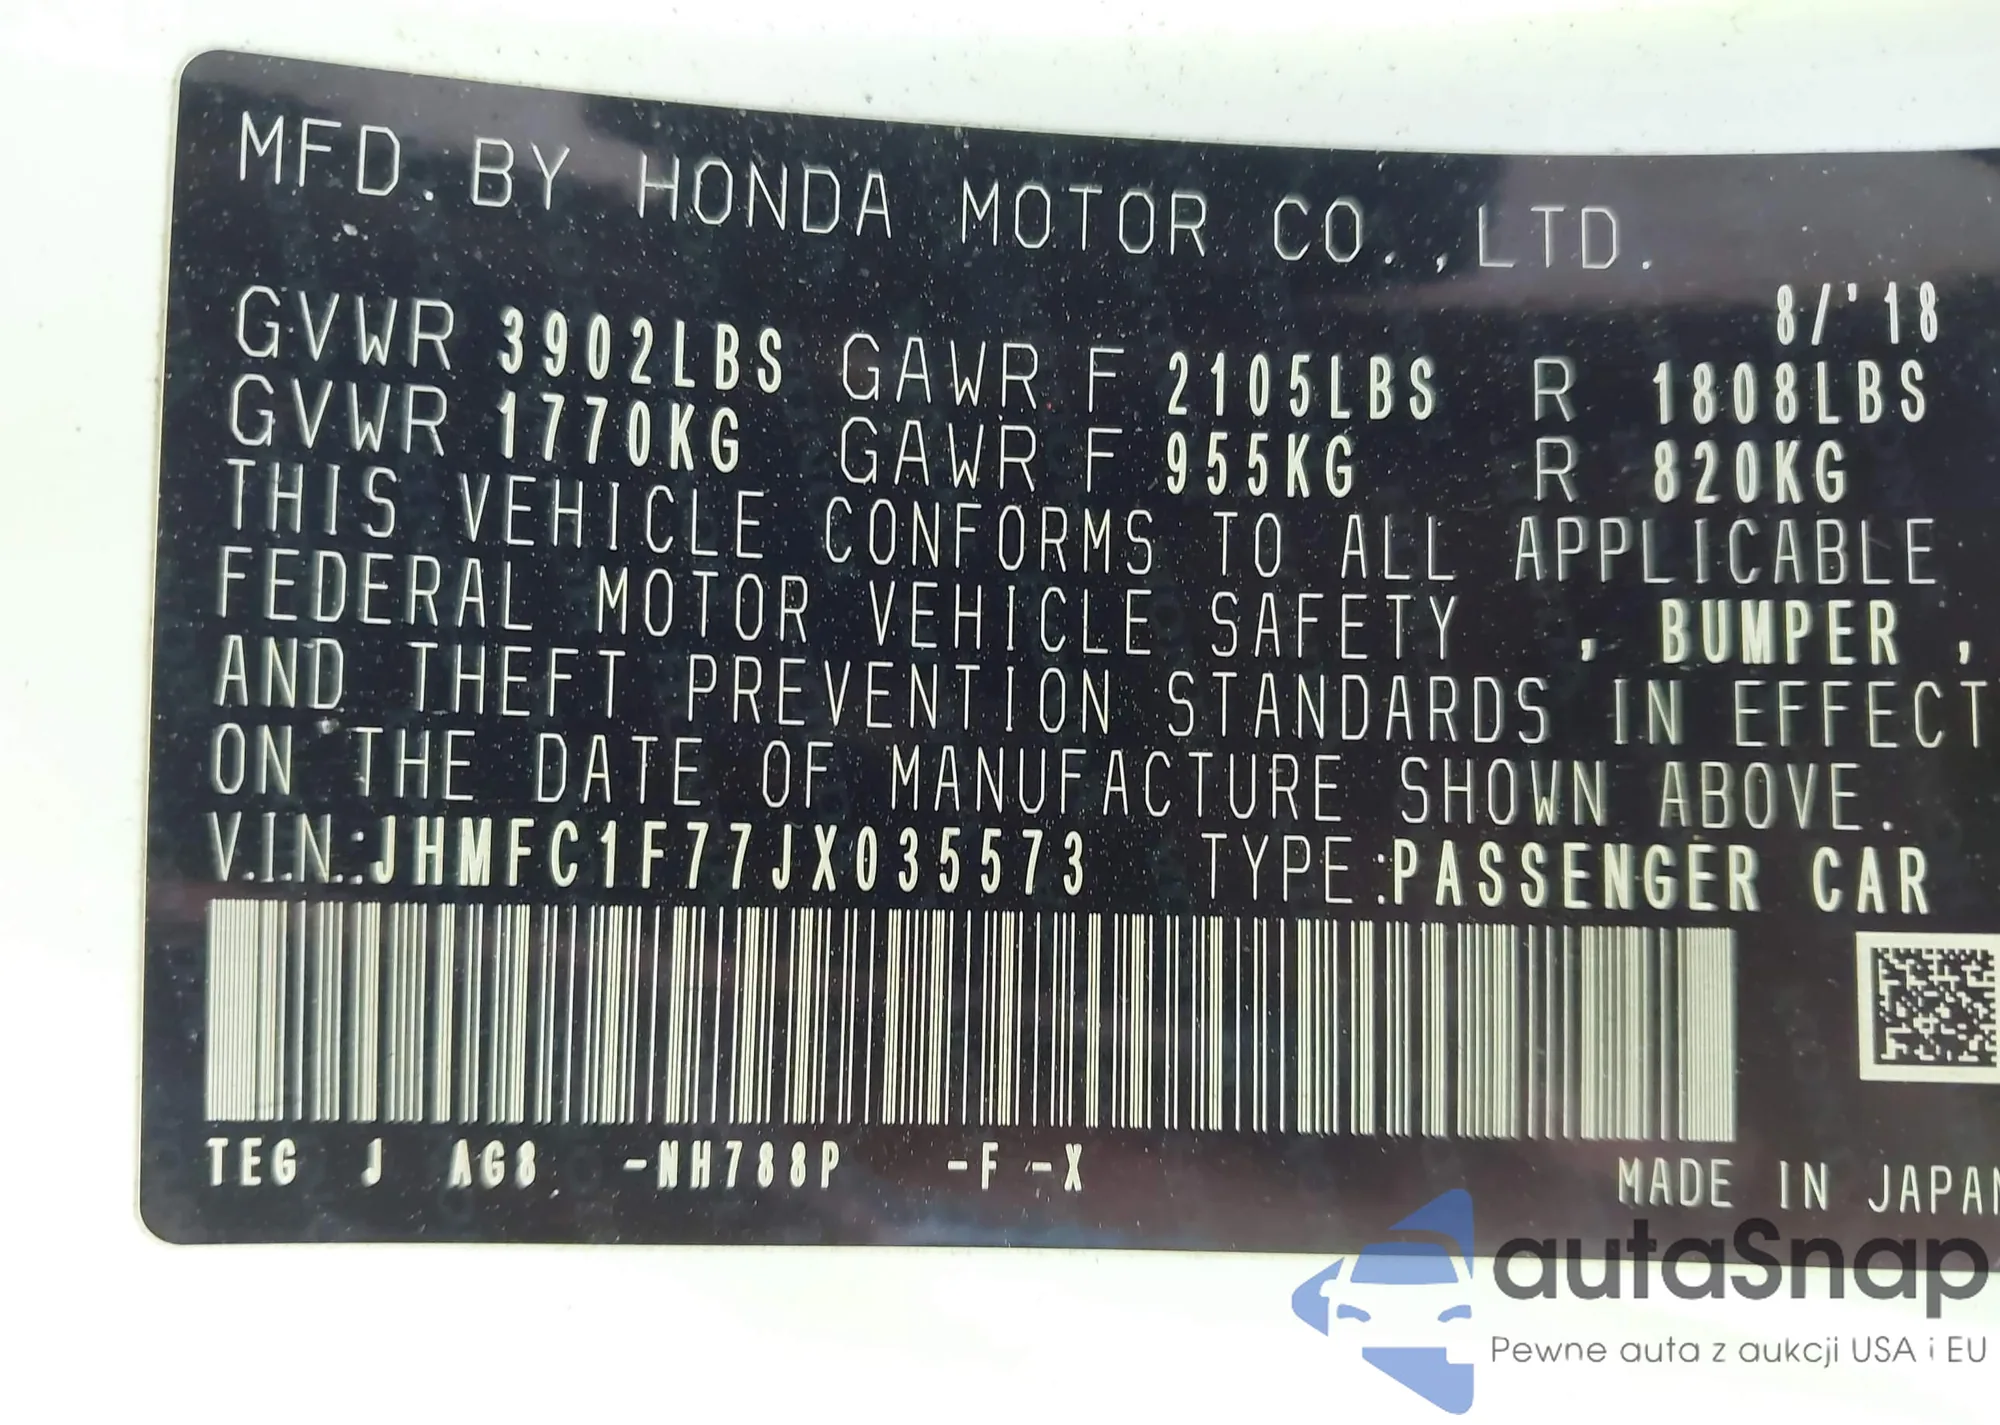 MFD. BY HONDA MOTOR CO., LTD.
8/'18
GVWR 3902LBS GAWR F 2105LBS R 1808LBS
GVWR 1770KG GAWR F 955KG R 820KG
THIS VEHICLE CONFORMS TO ALL APPLICABLE
FEDERAL MOTOR VEHICLE SAFETY , BUMPER ,
AND THEFT PREVENTION STANDARDS IN EFFECT
ON THE DATE OF MANUFACTURE SHOWN ABOVE.
V.I.N.:JHMFC1F77JX035573 TYPE:PASSENGER CAR
TEG J AG8 -NH788P -F -X
MADE IN JAPAN
autaSnap
Pewne auta z aukcji USA i EU